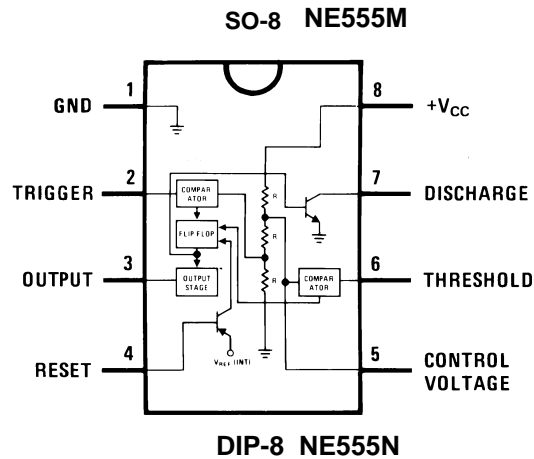 SO-8 NE555M
1
8
GND
+VCC
2
7
TRIGGER
COMPAR
ATOR
R
DISCHARGE
FLIP FLOP
R
3
6
OUTPUT
OUTPUT
STAGE
R
COMPAR
ATOR
THRESHOLD
4
5
RESET
VREF (INT)
CONTROL
VOLTAGE
DIP-8 NE555N